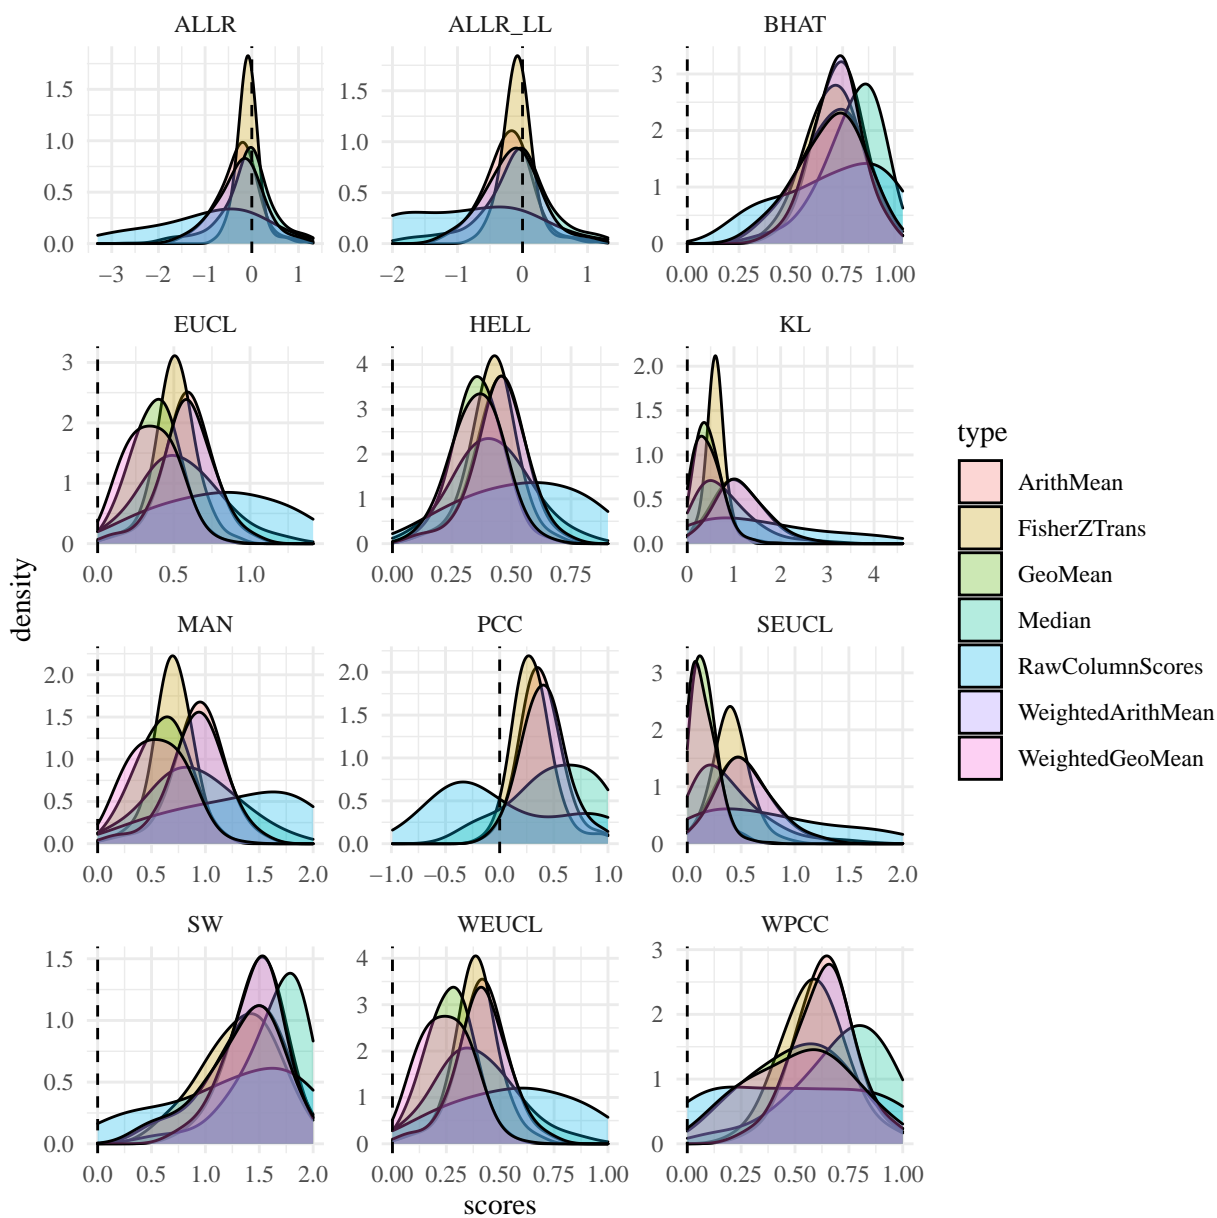 ALLR ALLR_LL BHAT
1.5 1.5 3
1.0 1.0 2
0.5 0.5 1
0.0 0.0 0
−3 −2 −1 0 1 −2 −1 0 1 0.00 0.25 0.50 0.75 1.00
EUCL HELL KL
3 4 2.0
2 3 1.5
1 2 1.0
0 1 0.5
0 0.0
0.0 0.5 1.0 0.00 0.25 0.50 0.75 0 1 2 3 4
MAN PCC SEUCL
2.0 2.0 3
1.5 1.5 2
1.0 1.0 1
0.5 0.5 0
0.0 0.0
0.0 0.5 1.0 1.5 2.0 −1.0 −0.5 0.0 0.5 1.0 0.0 0.5 1.0 1.5 2.0
SW WEUCL WPCC
1.5 4 3
1.0 3 2
0.5 2 1
0.0 1 0
0
0.0 0.5 1.0 1.5 2.0 0.00 0.25 0.50 0.75 1.00 0.00 0.25 0.50 0.75 1.00
density
scores
type
ArithMean
FisherZTrans
GeoMean
Median
RawColumnScores
WeightedArithMean
WeightedGeoMean